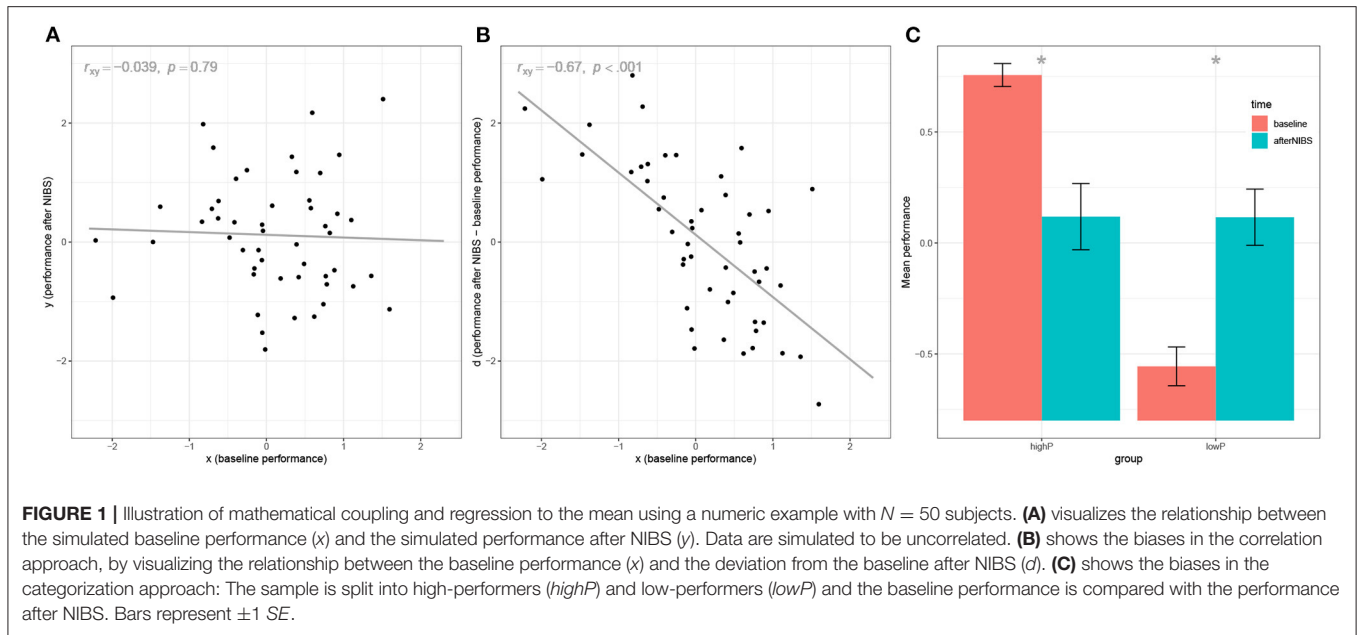 A
r_xy=−0.039, p=0.79
y (performance after NIBS)
2
0
−2
−2
−1
0
1
2
x (baseline performance)
B
r_xy=−0.67, p<.001
d (performance after NIBS − baseline performance)
2
0
−2
−2
−1
0
1
2
x (baseline performance)
C
* *
time
baseline
afterNIBS
Mean performance
0.5
0.0
−0.5
highP
lowP
group
FIGURE 1 | Illustration of mathematical coupling and regression to the mean using a numeric example with N = 50 subjects. (A) visualizes the relationship between
the simulated baseline performance (x) and the simulated performance after NIBS (y). Data are simulated to be uncorrelated. (B) shows the biases in the correlation
approach, by visualizing the relationship between the baseline performance (x) and the deviation from the baseline after NIBS (d). (C) shows the biases in the
categorization approach: The sample is split into high-performers (highP) and low-performers (lowP) and the baseline performance is compared with the performance
after NIBS. Bars represent ±1 SE.